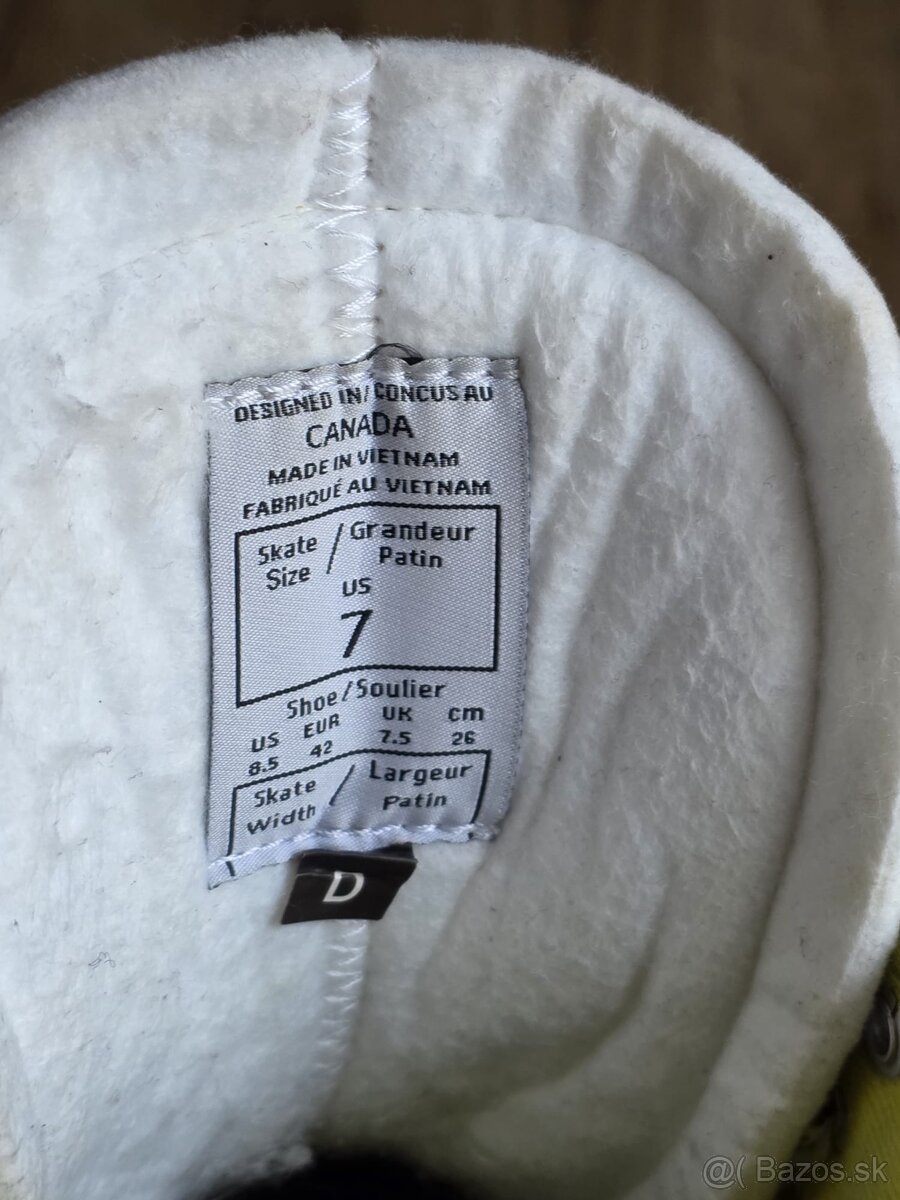 DESIGNED IN/CONCUS AU
CANADA
MADE IN VIETNAM
FABRIQUÉ AU VIETNAM
Skate / Grandeur
Size Patin
US
7
Shoe/Soulier
US EUR UK cm
8.5 42 7.5 26
Skate / Largeur
Width Patin
D
@( Bazos.sk